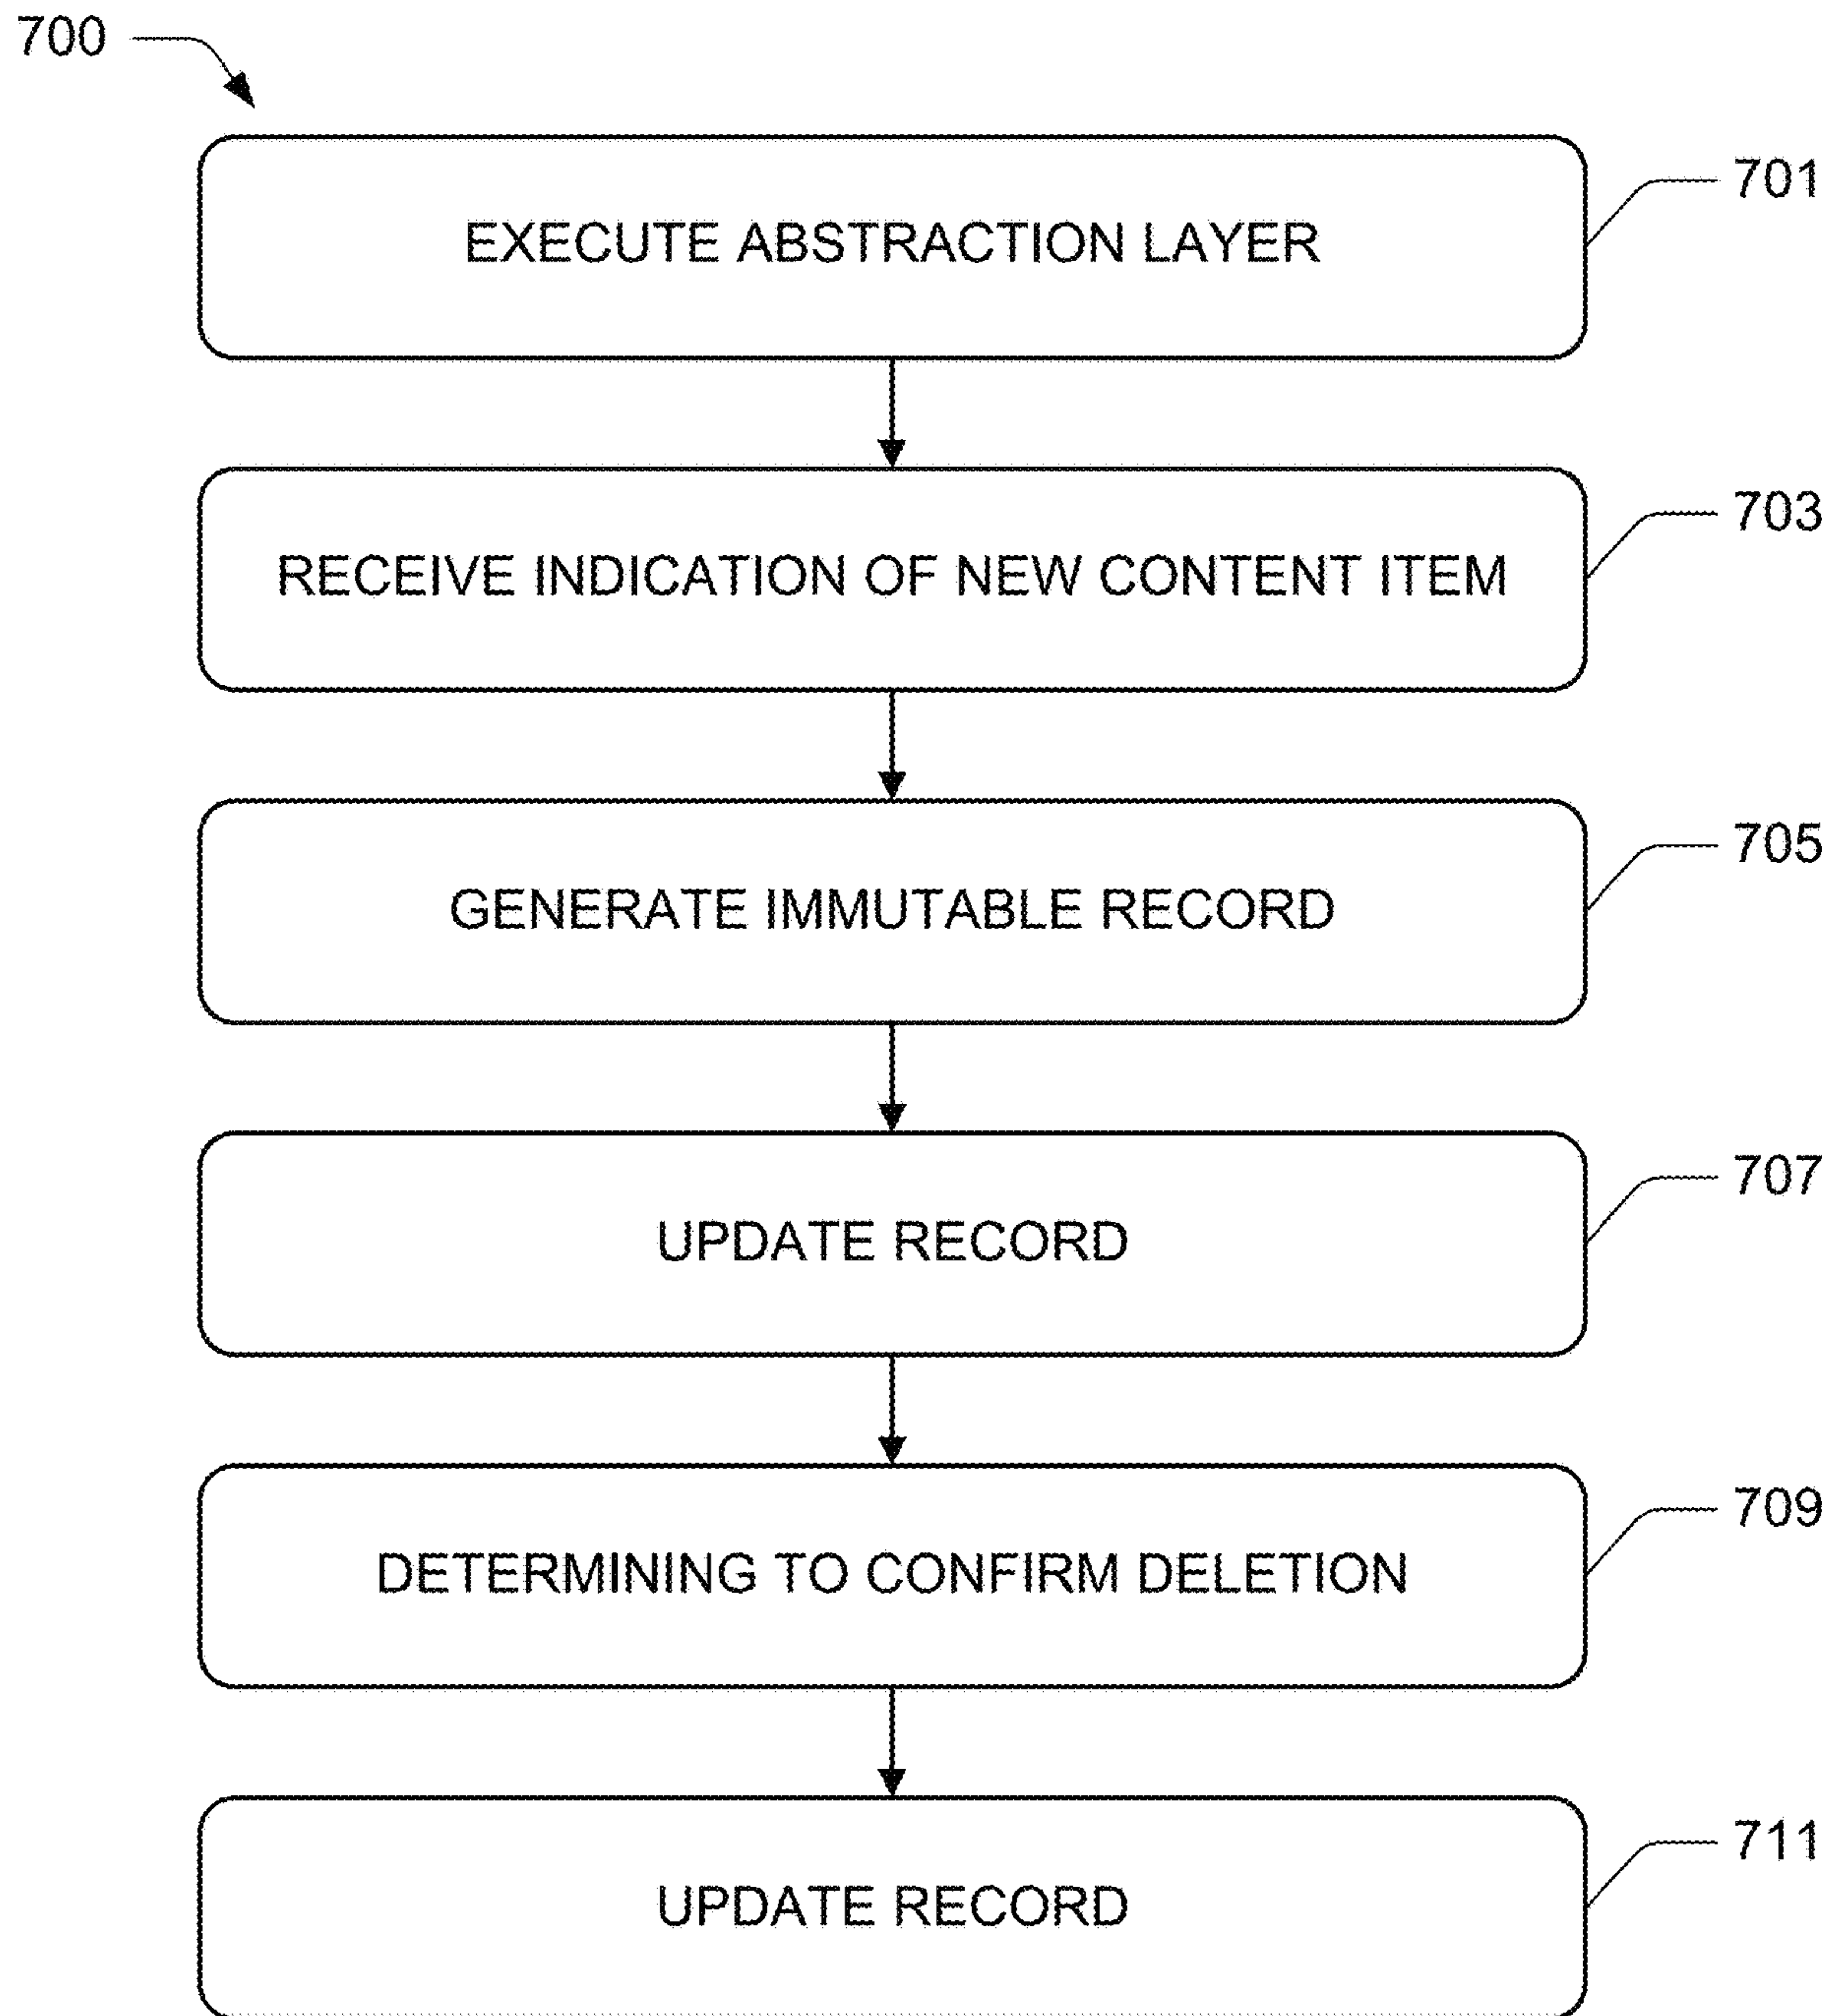 700
EXECUTE ABSTRACTION LAYER
701
RECEIVE INDICATION OF NEW CONTENT ITEM
703
GENERATE IMMUTABLE RECORD
705
UPDATE RECORD
707
DETERMINING TO CONFIRM DELETION
709
UPDATE RECORD
711